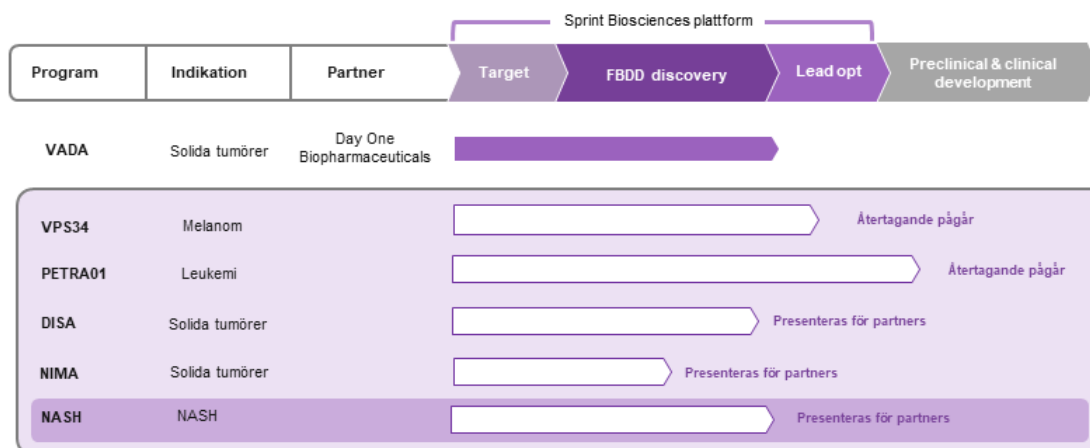 Sprint Biosciences plattform
Program Indikation Partner Target FBDD discovery Lead opt Preclinical & clinical
development
VADA Solida tumörer Day One
Biopharmaceuticals
VPS34 Melanom Återtagande pågår
PETRA01 Leukemi Återtagande pågår
DISA Solida tumörer Presenteras för partners
NIMA Solida tumörer Presenteras för partners
NASH NASH Presenteras för partners